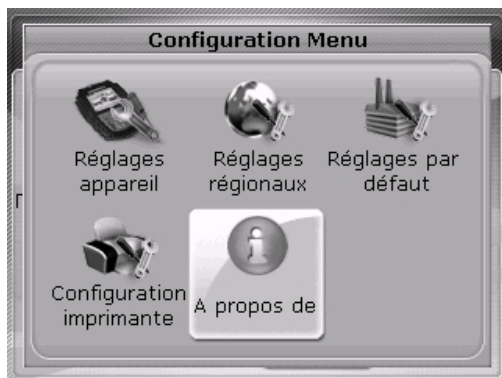 Configuration Menu
Réglages appareil
Réglages régionaux
Réglages par défaut
Configuration imprimante
A propos de